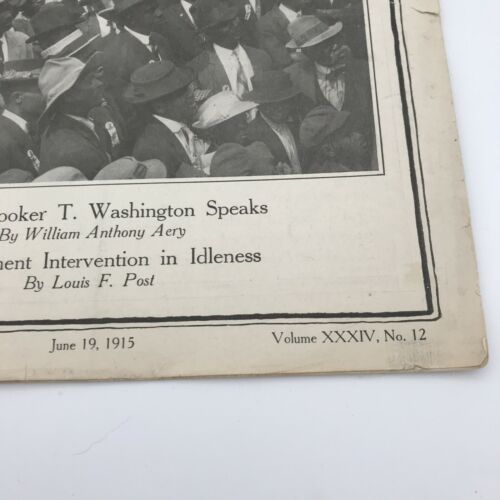 ooker T. Washington Speaks
By William Anthony Aery
ment Intervention in Idleness
By Louis F. Post
June 19, 1915
Volume XXXIV, No. 12